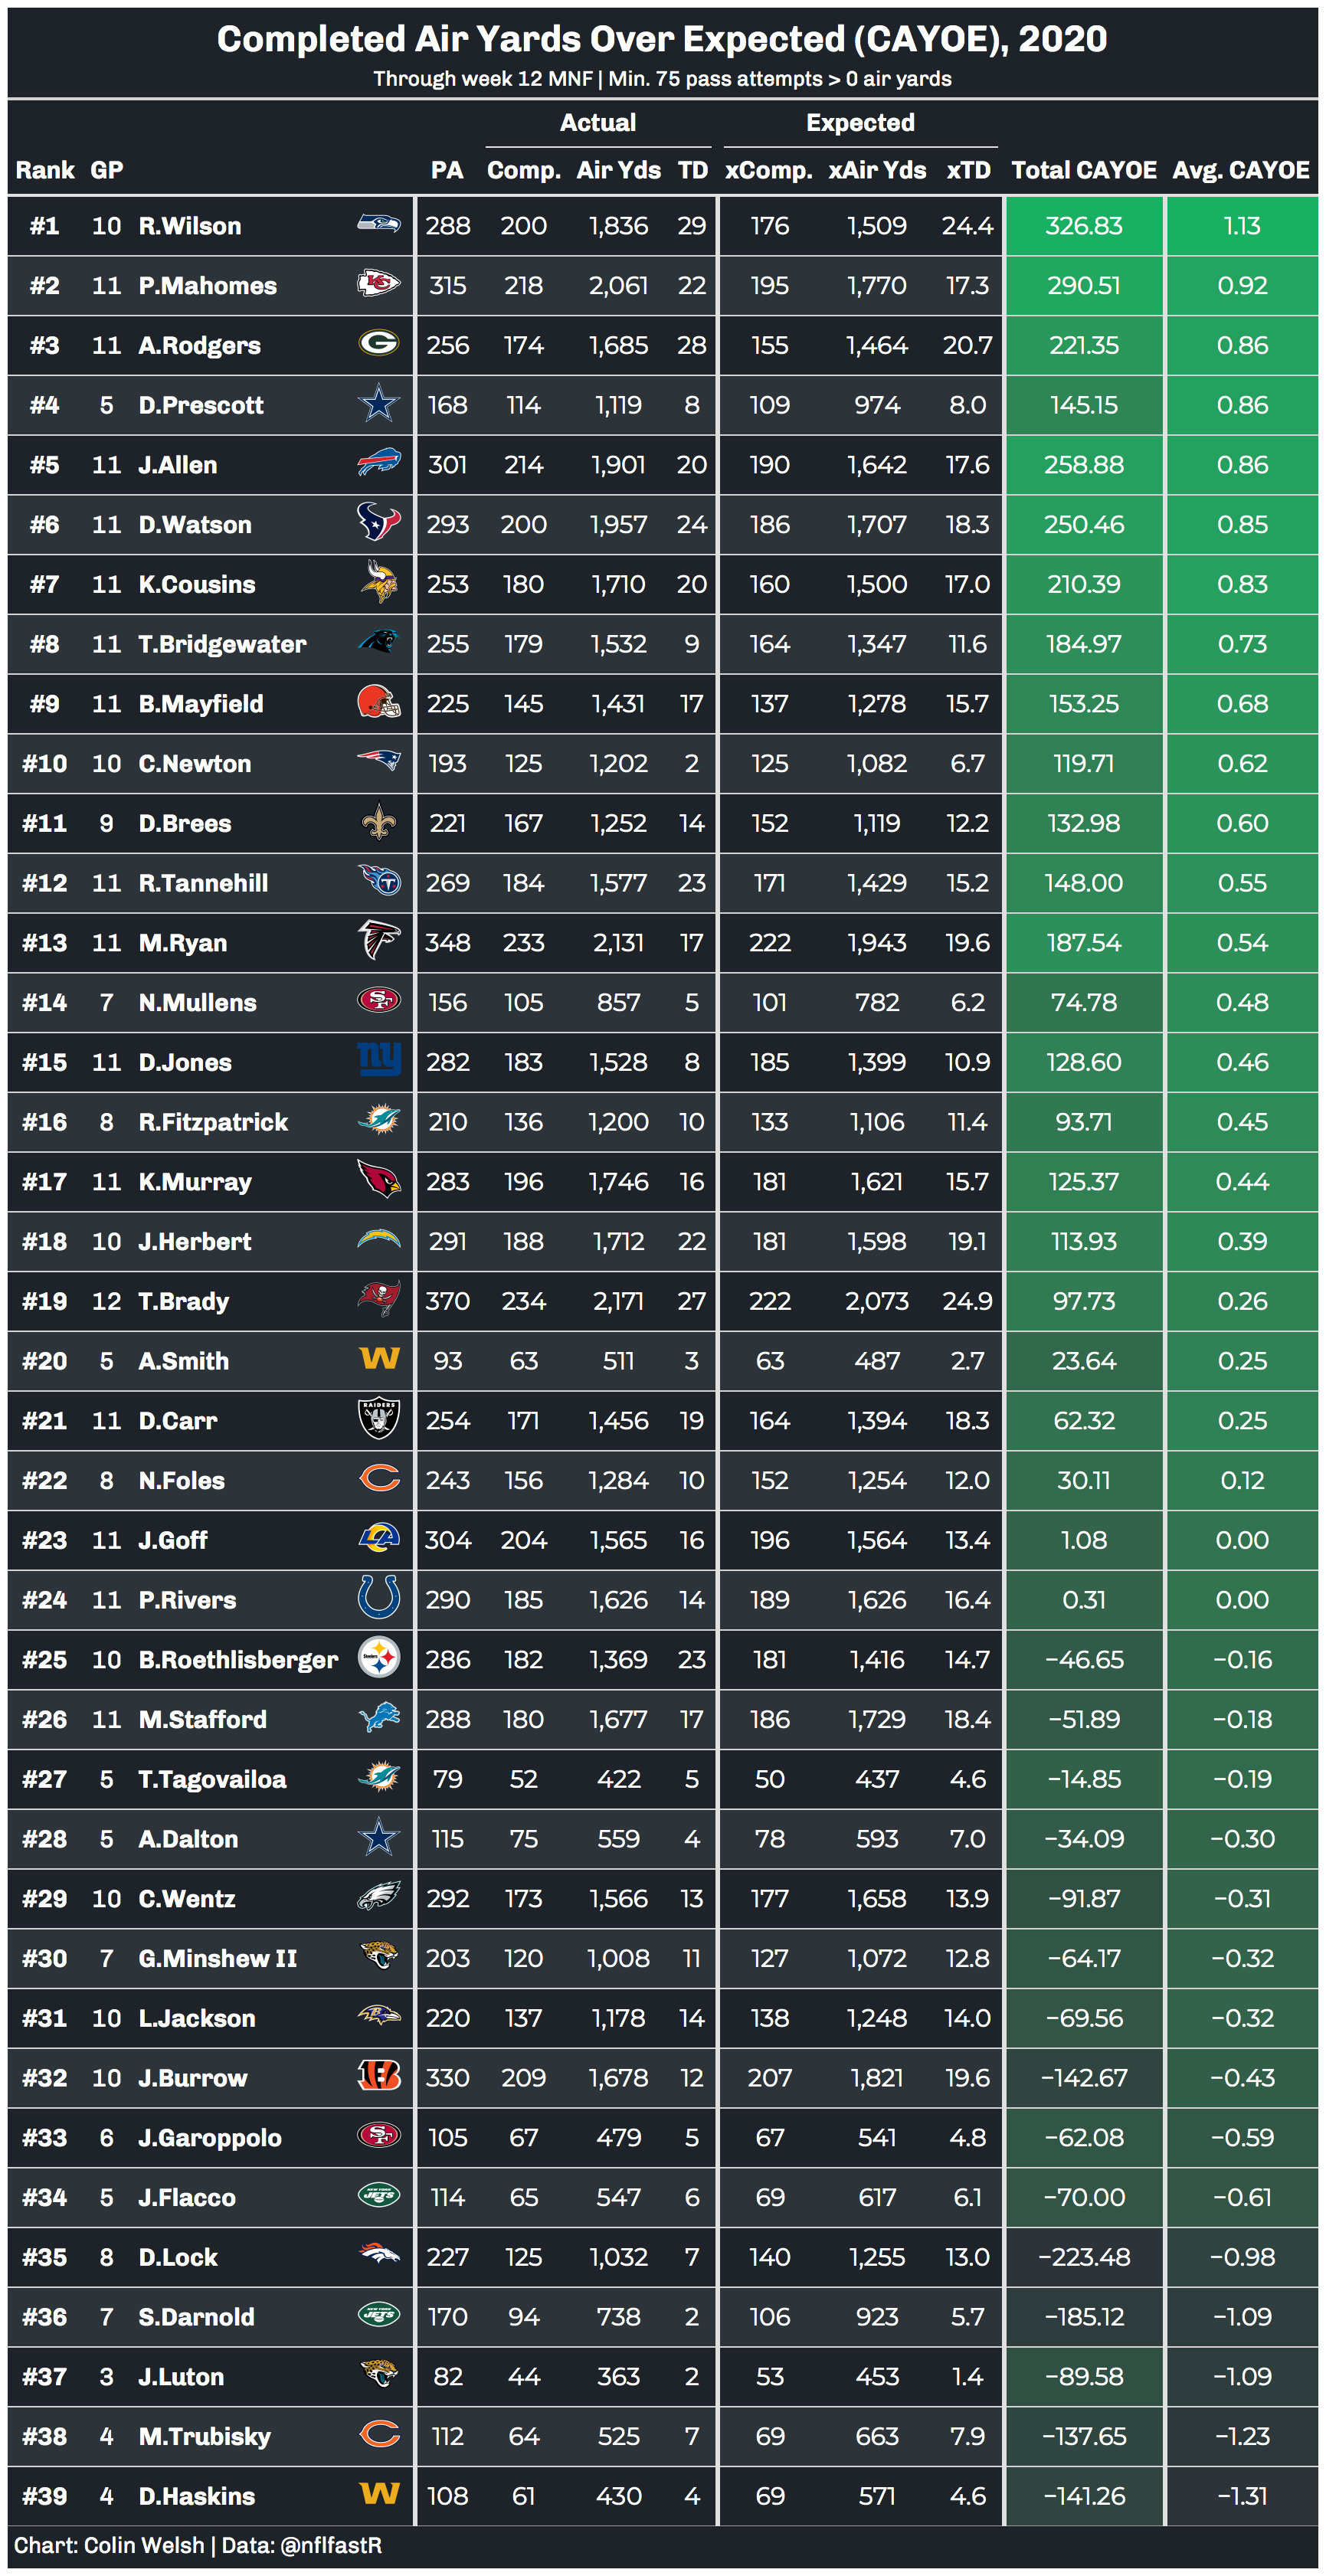 Completed Air Yards Over Expected (CAYOE), 2020
Through week 12 MNF | Min. 75 pass attempts > 0 air yards
Actual Expected
Rank GP PA Comp. Air Yds TD xComp. xAir Yds xTD Total CAYOE Avg. CAYOE
#1 10 R.Wilson 288 200 1,836 29 176 1,509 24.4 326.83 1.13
#2 11 P.Mahomes KC 315 218 2,061 22 195 1,770 17.3 290.51 0.92
#3 11 A.Rodgers G 256 174 1,685 28 155 1,464 20.7 221.35 0.86
#4 5 D.Prescott 168 114 1,119 8 109 974 8.0 145.15 0.86
#5 11 J.Allen 301 214 1,901 20 190 1,642 17.6 258.88 0.86
#6 11 D.Watson 293 200 1,957 24 186 1,707 18.3 250.46 0.85
#7 11 K.Cousins 253 180 1,710 20 160 1,500 17.0 210.39 0.83
#8 11 T.Bridgewater 255 179 1,532 9 164 1,347 11.6 184.97 0.73
#9 11 B.Mayfield 225 145 1,431 17 137 1,278 15.7 153.25 0.68
#10 10 C.Newton 193 125 1,202 2 125 1,082 6.7 119.71 0.62
#11 9 D.Brees 221 167 1,252 14 152 1,119 12.2 132.98 0.60
#12 11 R.Tannehill T 269 184 1,577 23 171 1,429 15.2 148.00 0.55
#13 11 M.Ryan 348 233 2,131 17 222 1,943 19.6 187.54 0.54
#14 7 N.Mullens SF 156 105 857 5 101 782 6.2 74.78 0.48
#15 11 D.Jones ny 282 183 1,528 8 185 1,399 10.9 128.60 0.46
#16 8 R.Fitzpatrick 210 136 1,200 10 133 1,106 11.4 93.71 0.45
#17 11 K.Murray 283 196 1,746 16 181 1,621 15.7 125.37 0.44
#18 10 J.Herbert 291 188 1,712 22 181 1,598 19.1 113.93 0.39
#19 12 T.Brady 370 234 2,171 27 222 2,073 24.9 97.73 0.26
#20 5 A.Smith W 93 63 511 3 63 487 2.7 23.64 0.25
#21 11 D.Carr RAIDERS 254 171 1,456 19 164 1,394 18.3 62.32 0.25
#22 8 N.Foles C 243 156 1,284 10 152 1,254 12.0 30.11 0.12
#23 11 J.Goff LA 304 204 1,565 16 196 1,564 13.4 1.08 0.00
#24 11 P.Rivers 290 185 1,626 14 189 1,626 16.4 0.31 0.00
#25 10 B.Roethlisberger Steelers 286 182 1,369 23 181 1,416 14.7 −46.65 −0.16
#26 11 M.Stafford 288 180 1,677 17 186 1,729 18.4 −51.89 −0.18
#27 5 T.Tagovailoa 79 52 422 5 50 437 4.6 −14.85 −0.19
#28 5 A.Dalton 115 75 559 4 78 593 7.0 −34.09 −0.30
#29 10 C.Wentz 292 173 1,566 13 177 1,658 13.9 −91.87 −0.31
#30 7 G.Minshew II 203 120 1,008 11 127 1,072 12.8 −64.17 −0.32
#31 10 L.Jackson 220 137 1,178 14 138 1,248 14.0 −69.56 −0.32
#32 10 J.Burrow B 330 209 1,678 12 207 1,821 19.6 −142.67 −0.43
#33 6 J.Garoppolo SF 105 67 479 5 67 541 4.8 −62.08 −0.59
#34 5 J.Flacco NEW YORK JETS 114 65 547 6 69 617 6.1 −70.00 −0.61
#35 8 D.Lock 227 125 1,032 7 140 1,255 13.0 −223.48 −0.98
#36 7 S.Darnold NEW YORK JETS 170 94 738 2 106 923 5.7 −185.12 −1.09
#37 3 J.Luton 82 44 363 2 53 453 1.4 −89.58 −1.09
#38 4 M.Trubisky C 112 64 525 7 69 663 7.9 −137.65 −1.23
#39 4 D.Haskins W 108 61 430 4 69 571 4.6 −141.26 −1.31
Chart: Colin Welsh | Data: @nflfastR